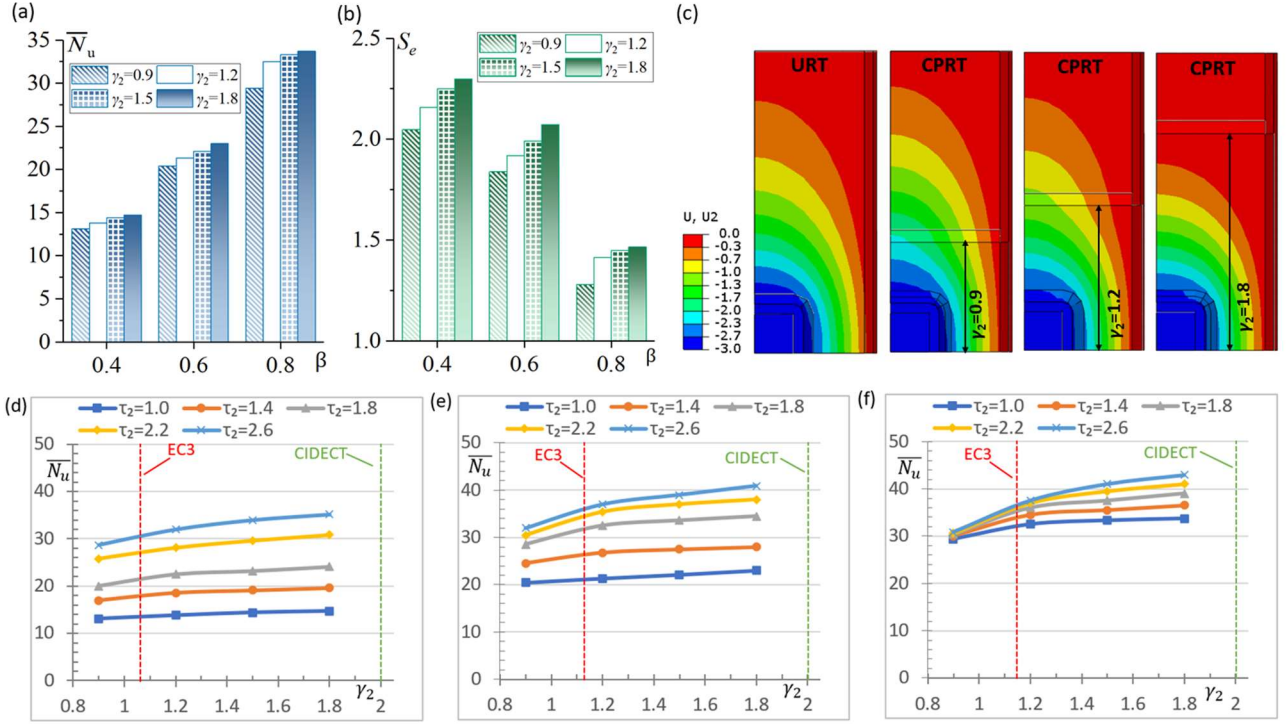 (a)
N̅u
35
30
25
20
15
10
5
0
γ2=0.9 γ2=1.2
γ2=1.5 γ2=1.8
0.4 0.6 0.8 β
(b)
Se
2.5
2.0
1.5
1.0
γ2=0.9 γ2=1.2
γ2=1.5 γ2=1.8
0.4 0.6 0.8 β
(c)
URT CPRT CPRT CPRT
u, u2
0.0
-0.3
-0.7
-1.0
-1.3
-1.7
-2.0
-2.3
-2.7
-3.0
γ2=0.9
γ2=1.2
γ2=1.8
(d)
τ2=1.0 τ2=1.4 τ2=1.8
τ2=2.2 τ2=2.6
N̅u
50
40
30
20
10
0
EC3
CIDECT
γ2
0.8 1 1.2 1.4 1.6 1.8 2
(e)
τ2=1.0 τ2=1.4 τ2=1.8
τ2=2.2 τ2=2.6
N̅u
50
40
30
20
10
0
EC3
CIDECT
γ2
0.8 1 1.2 1.4 1.6 1.8 2
(f)
τ2=1.0 τ2=1.4 τ2=1.8
τ2=2.2 τ2=2.6
N̅u
50
40
30
20
10
0
EC3
CIDECT
γ2
0.8 1 1.2 1.4 1.6 1.8 2